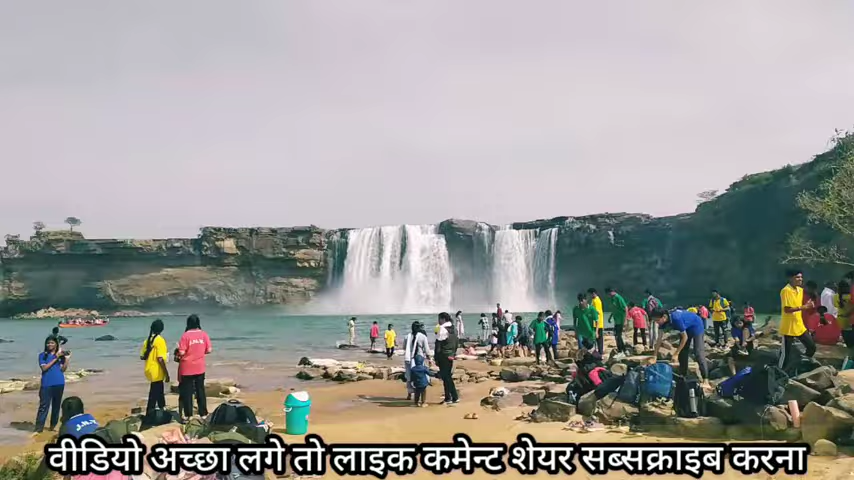 वीडियो अच्छा लगे तो लाइक कमेन्ट शेयर सब्सक्राइब करना